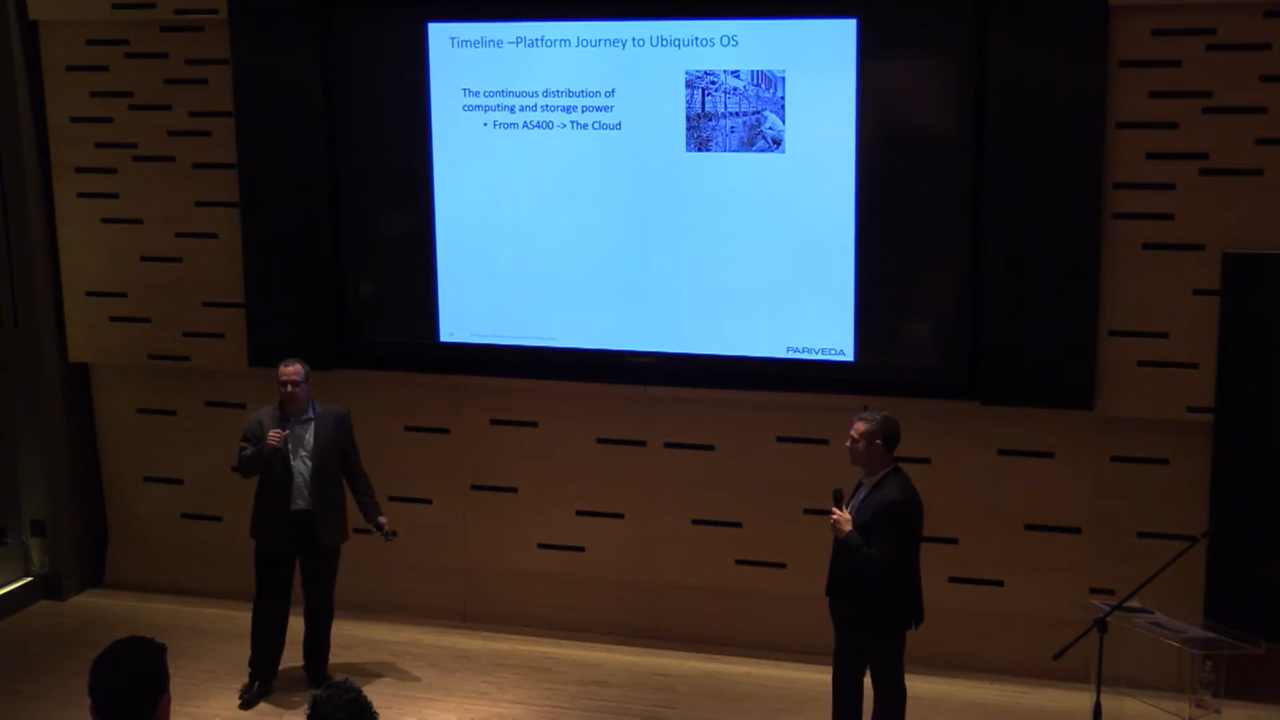 Timeline –Platform Journey to Ubiquitos OS
The continuous distribution of
computing and storage power
• From AS400 -> The Cloud
PARIVEDA